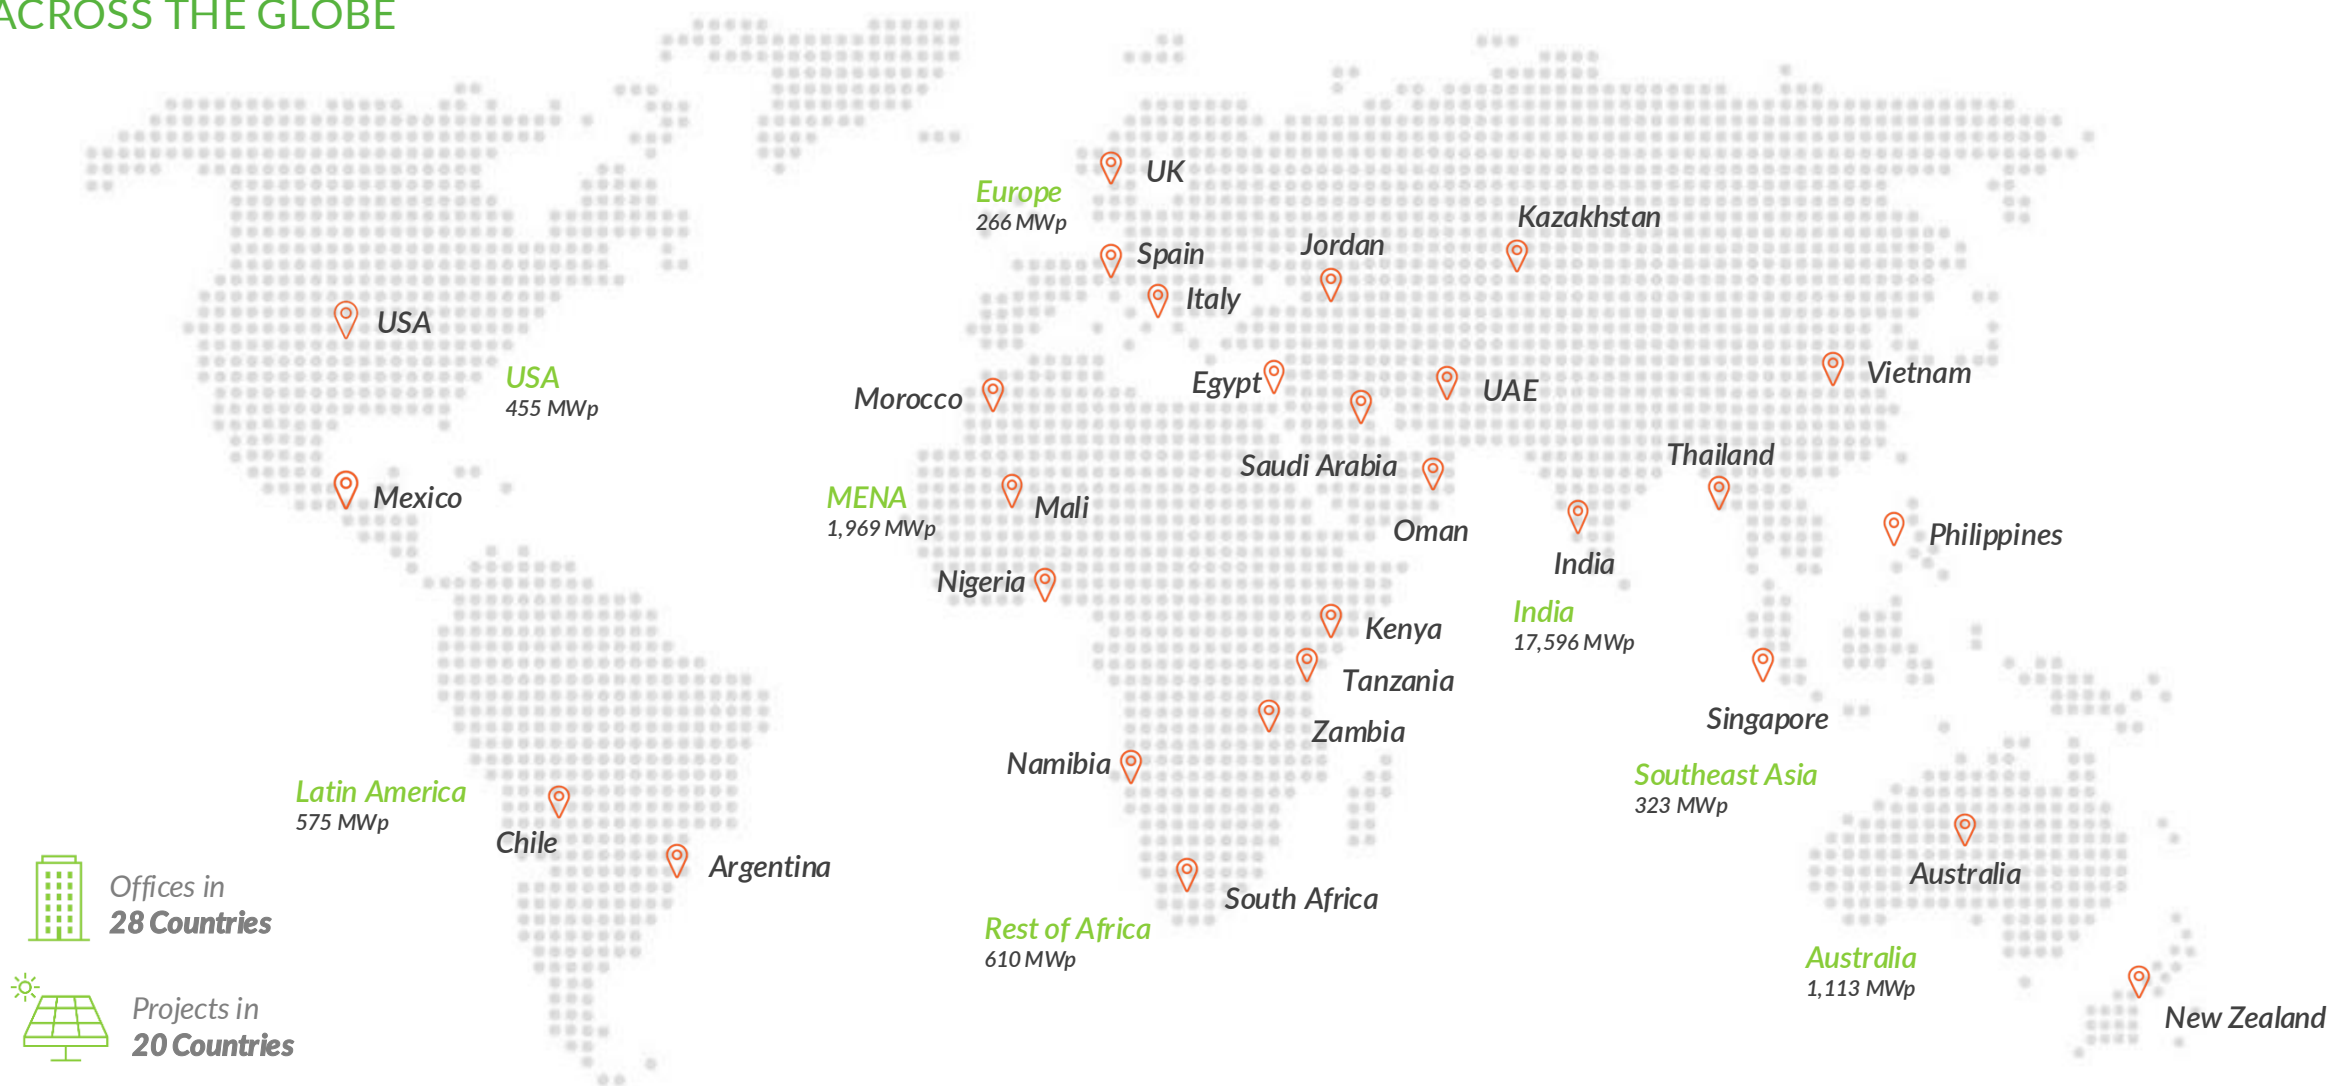 ACROSS THE GLOBE
UK
Europe
266 MWp
Kazakhstan
Jordan
Spain
Italy
USA
USA
455 MWp
Morocco
Egypt
UAE
Vietnam
Saudi Arabia
Thailand
Mexico
MENA
1,969 MWp
Mali
Oman
India
Philippines
Nigeria
India
17,596 MWp
Kenya
Tanzania
Zambia
Singapore
Namibia
Southeast Asia
323 MWp
Latin America
575 MWp
Chile
Argentina
South Africa
Australia
Rest of Africa
610 MWp
Australia
1,113 MWp
New Zealand
Offices in
28 Countries
Projects in
20 Countries